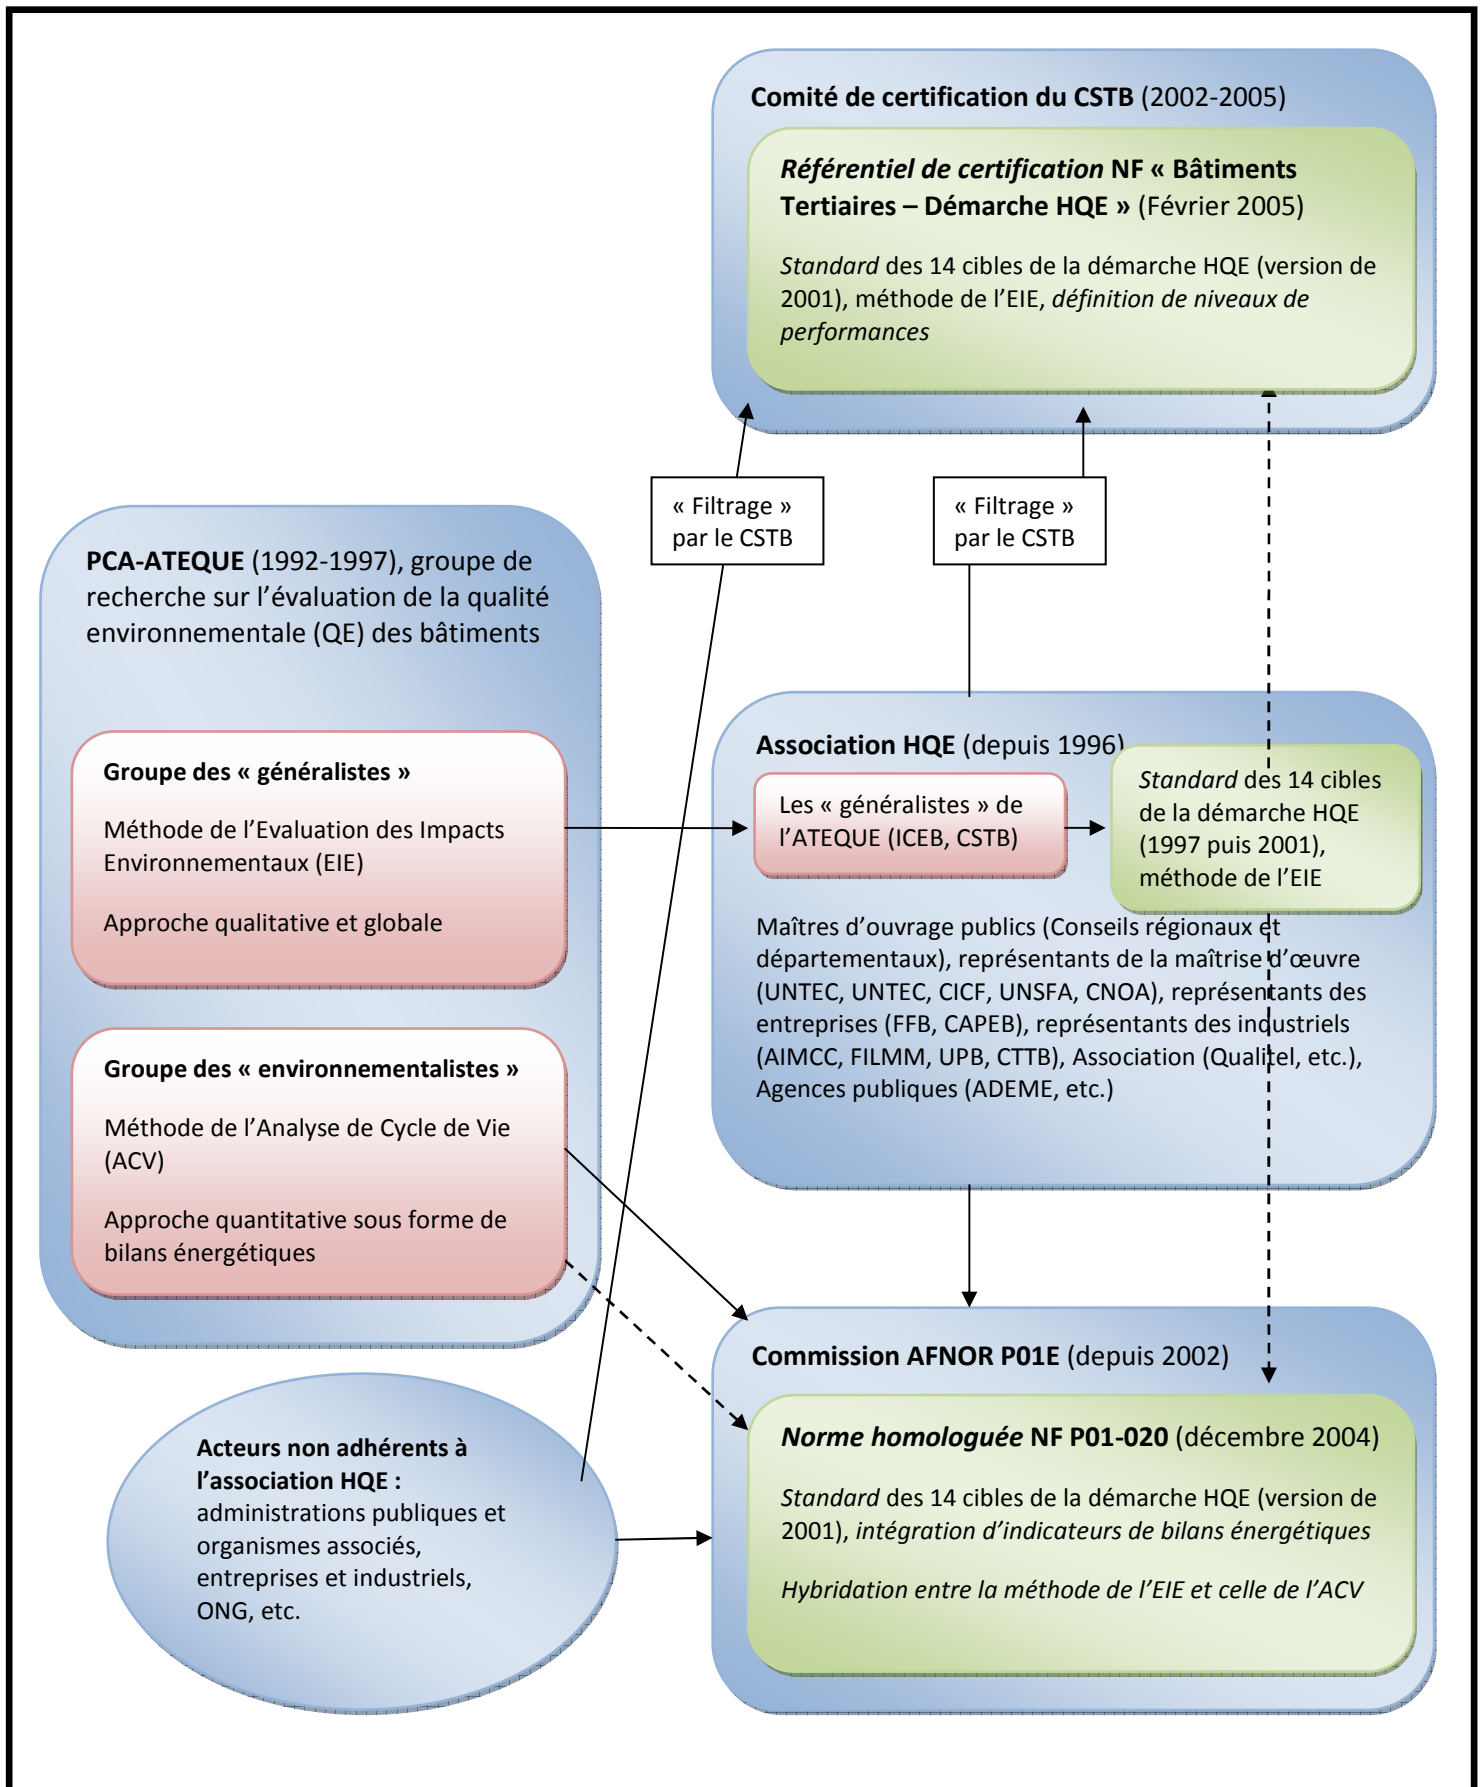 Comité de certification du CSTB (2002-2005)
Référentiel de certification NF « Bâtiments
Tertiaires – Démarche HQE » (Février 2005)
Standard des 14 cibles de la démarche HQE (version de
2001), méthode de l’EIE, définition de niveaux de
performances
« Filtrage »
par le CSTB
« Filtrage »
par le CSTB
PCA-ATEQUE (1992-1997), groupe de
recherche sur l’évaluation de la qualité
environnementale (QE) des bâtiments
Groupe des « généralistes »
Méthode de l’Evaluation des Impacts
Environnementaux (EIE)
Approche qualitative et globale
Groupe des « environnementalistes »
Méthode de l’Analyse de Cycle de Vie
(ACV)
Approche quantitative sous forme de
bilans énergétiques
Association HQE (depuis 1996)
Les « généralistes » de
l’ATEQUE (ICEB, CSTB)
Standard des 14 cibles
de la démarche HQE
(1997 puis 2001),
méthode de l’EIE
Maîtres d’ouvrage publics (Conseils régionaux et
départementaux), représentants de la maîtrise d’œuvre
(UNTEC, UNTEC, CICF, UNSFA, CNOA), représentants des
entreprises (FFB, CAPEB), représentants des industriels
(AIMCC, FILMM, UPB, CTTB), Association (Qualitel, etc.),
Agences publiques (ADEME, etc.)
Acteurs non adhérents à
l’association HQE :
administrations publiques et
organismes associés,
entreprises et industriels,
ONG, etc.
Commission AFNOR P01E (depuis 2002)
Norme homologuée NF P01-020 (décembre 2004)
Standard des 14 cibles de la démarche HQE (version de
2001), intégration d’indicateurs de bilans énergétiques
Hybridation entre la méthode de l’EIE et celle de l’ACV